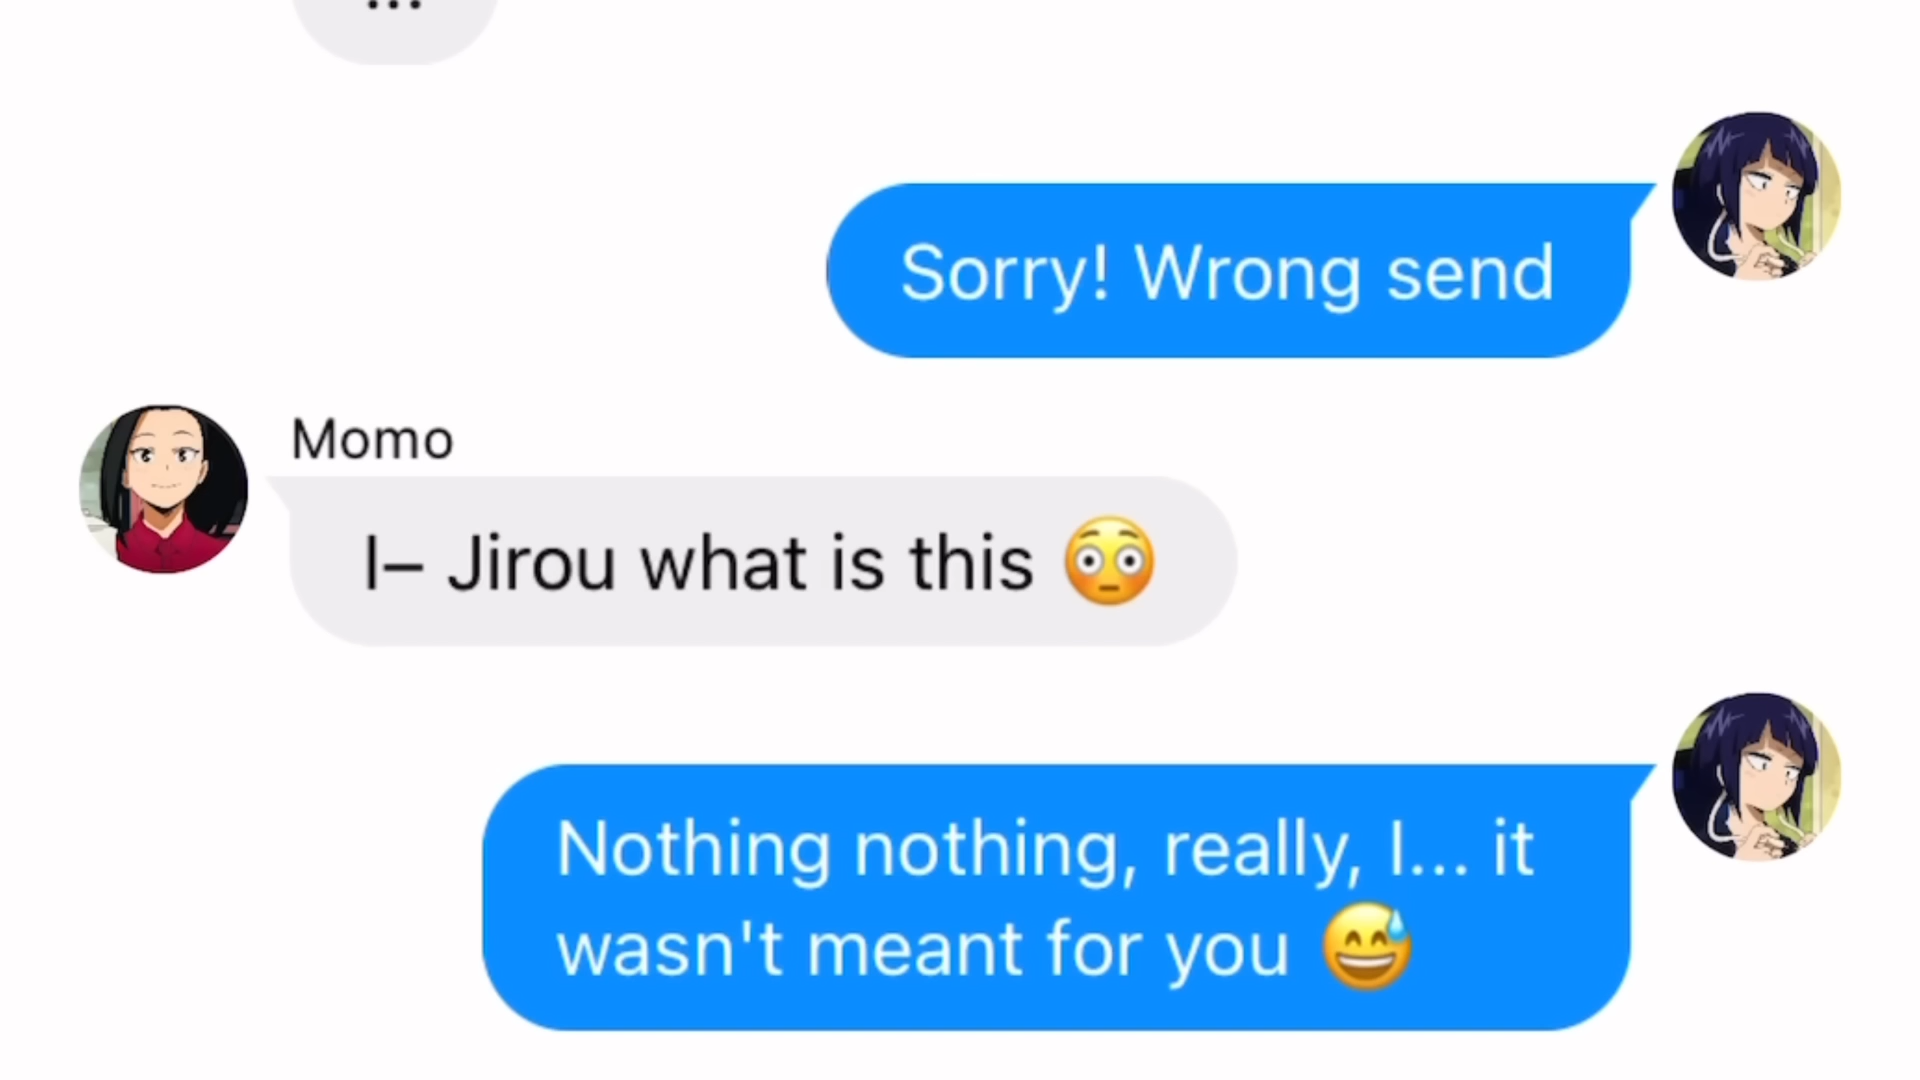 ...
Sorry! Wrong send
Momo
I– Jirou what is this 😳
Nothing nothing, really, I... it
wasn't meant for you 😅